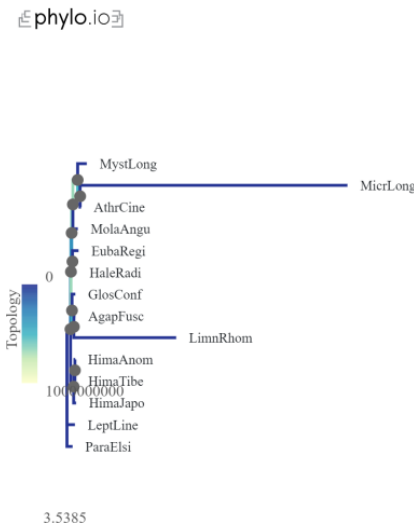 phylo.io
MystLong
MicrLong
AthrCine
MolaAngu
EubaRegi
0
HaleRadi
GlosConf
Topology
AgapFusc
LimnRhom
HimaAnom
HimaTibe
1000000000
HimaJapo
LeptLine
ParaElsi
3.5385